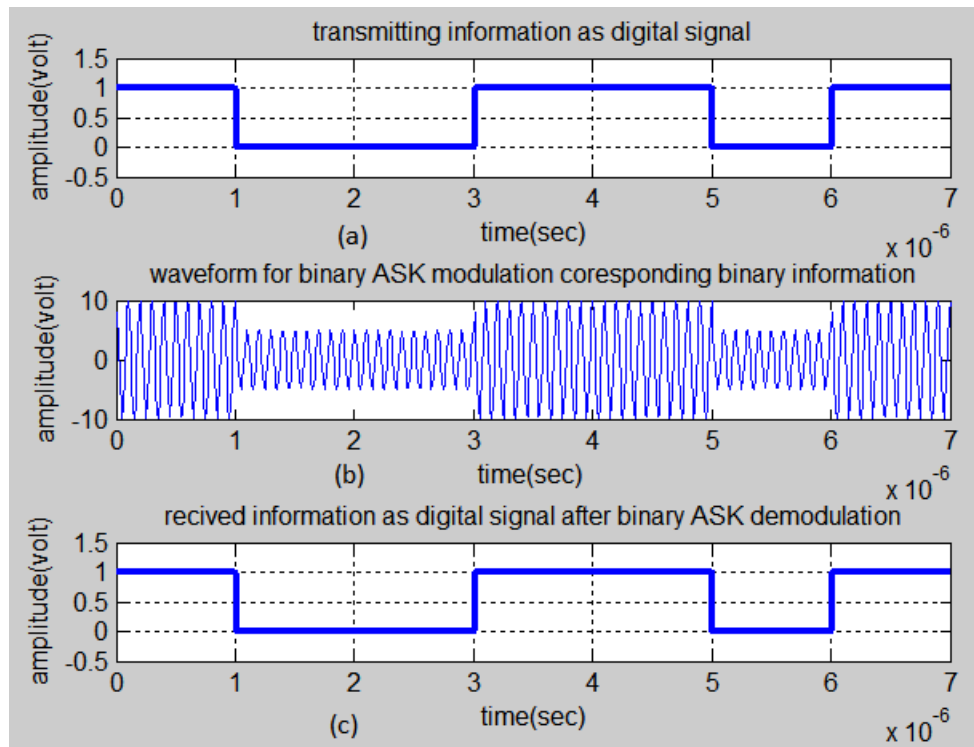 transmitting information as digital signal
amplitude(volt)
1.5
1
0.5
0
-0.5
0 1 2 3 4 5 6 7
(a)
time(sec)
x 10^-6
waveform for binary ASK modulation coresponding binary information
amplitude(volt)
10
0
-10
0 1 2 3 4 5 6 7
(b)
time(sec)
x 10^-6
recived information as digital signal after binary ASK demodulation
amplitude(volt)
1.5
1
0.5
0
-0.5
0 1 2 3 4 5 6 7
(c)
time(sec)
x 10^-6